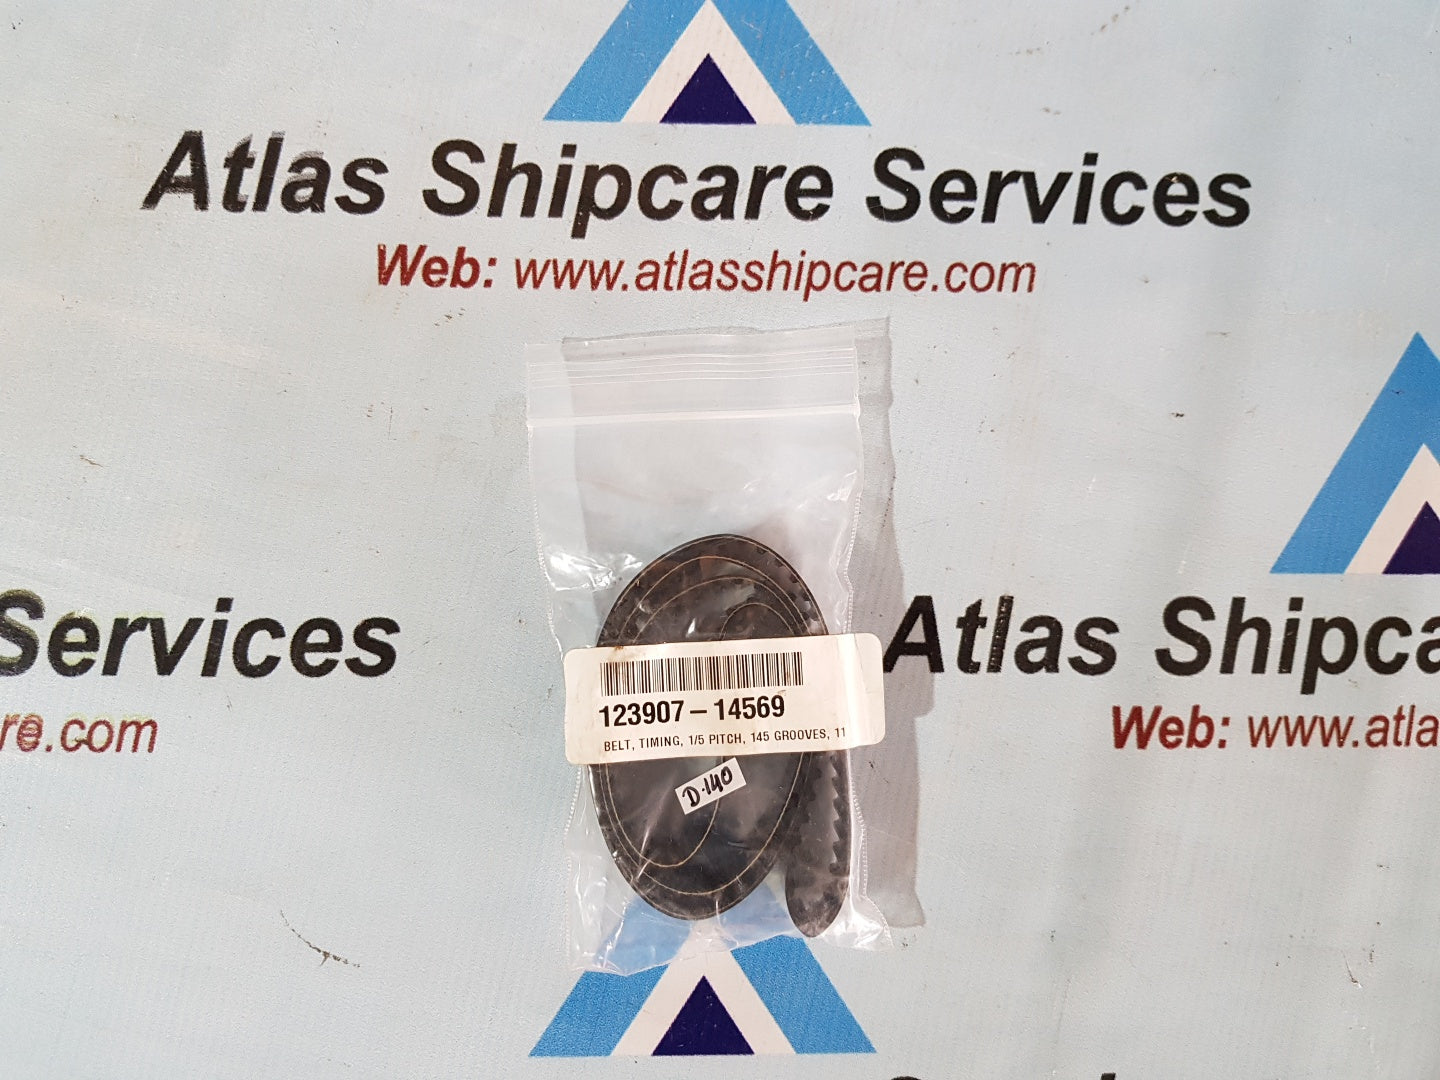 Atlas Shipcare Services
Web: www.atlasshipcare.com
Services
re.com
Atlas Shipca
Web: www.atla
123907-14569
BELT, TIMING, 1/5 PITCH, 145 GROOVES, 11
D-140